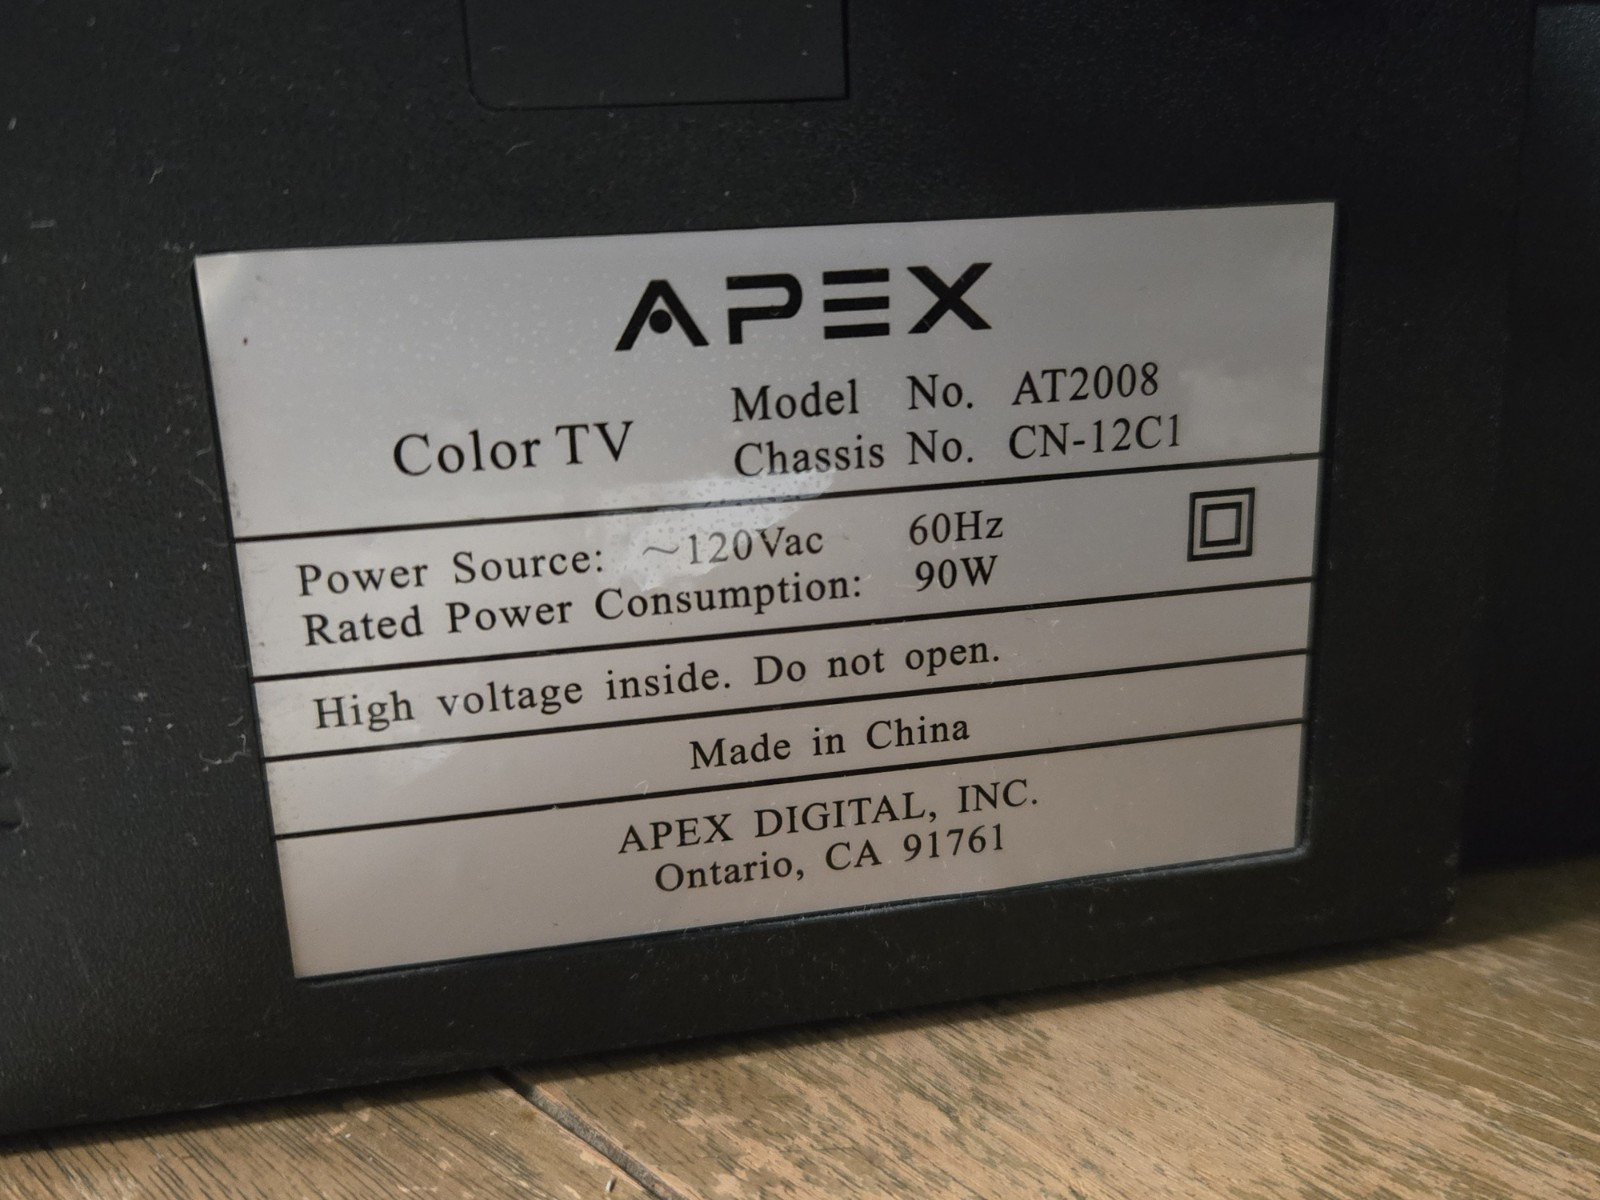 APEX
Color TV
Model No. AT2008
Chassis No. CN-12C1
Power Source: ~120Vac 60Hz
Rated Power Consumption: 90W
High voltage inside. Do not open.
Made in China
APEX DIGITAL, INC.
Ontario, CA 91761